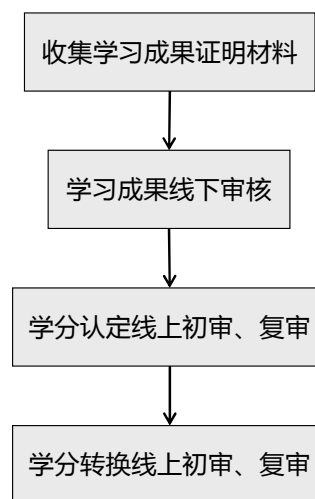 收集学习成果证明材料
学习成果线下审核
学分认定线上初审、复审
学分转换线上初审、复审